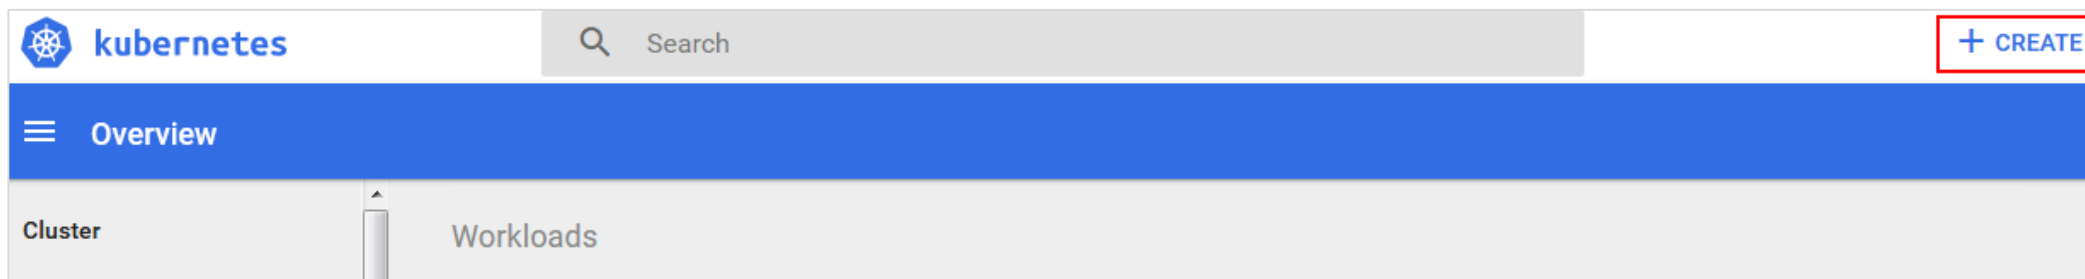 kubernetes
Search
+ CREATE
Overview
Cluster
Workloads